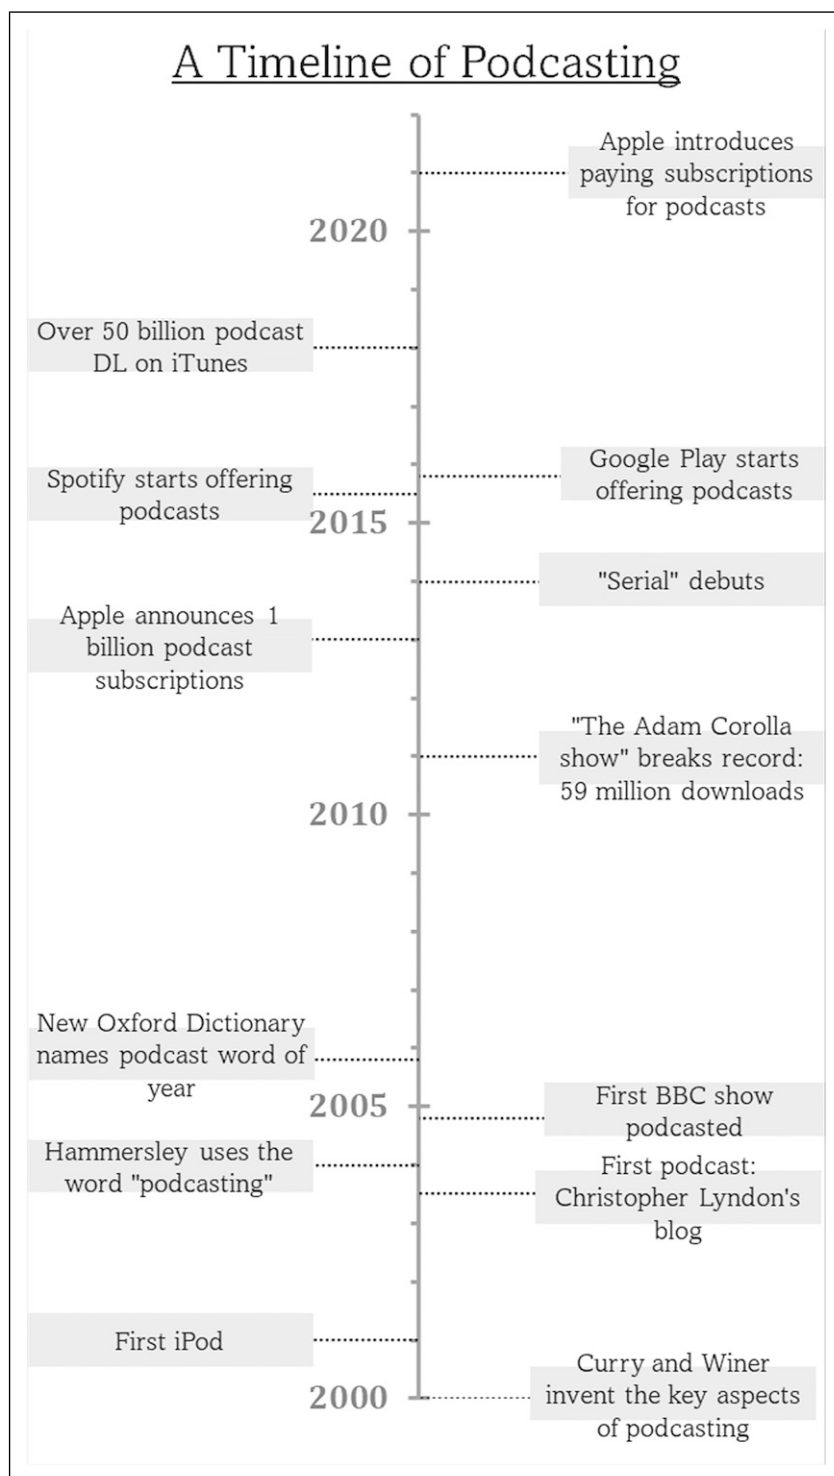 A Timeline of Podcasting
Apple introduces
paying subscriptions
for podcasts
2020
Over 50 billion podcast
DL on iTunes
Google Play starts
offering podcasts
Spotify starts offering
podcasts
2015
"Serial" debuts
Apple announces 1
billion podcast
subscriptions
"The Adam Corolla
show" breaks record:
59 million downloads
2010
New Oxford Dictionary
names podcast word of
year
2005
First BBC show
podcasted
Hammersley uses the
word "podcasting"
First podcast:
Christopher Lyndon's
blog
First iPod
Curry and Winer
invent the key aspects
of podcasting
2000